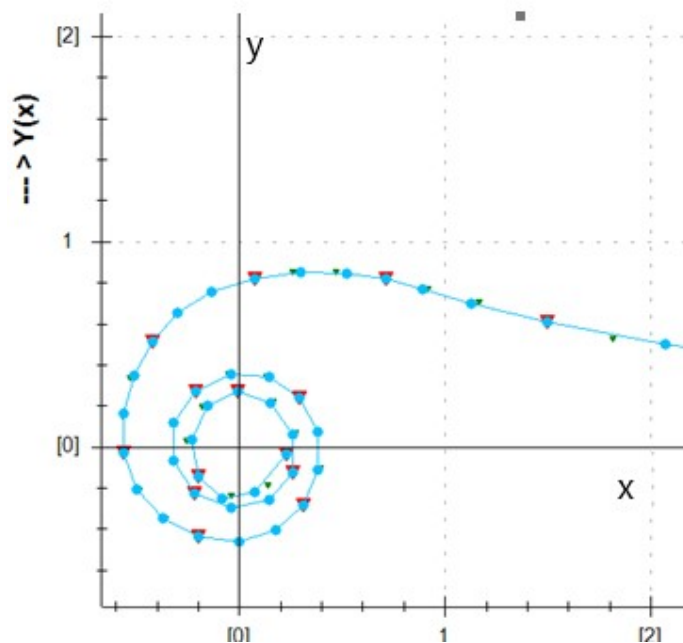 [2]
y
--- > Y(x)
1
[0]
x
[0] 1 [2]